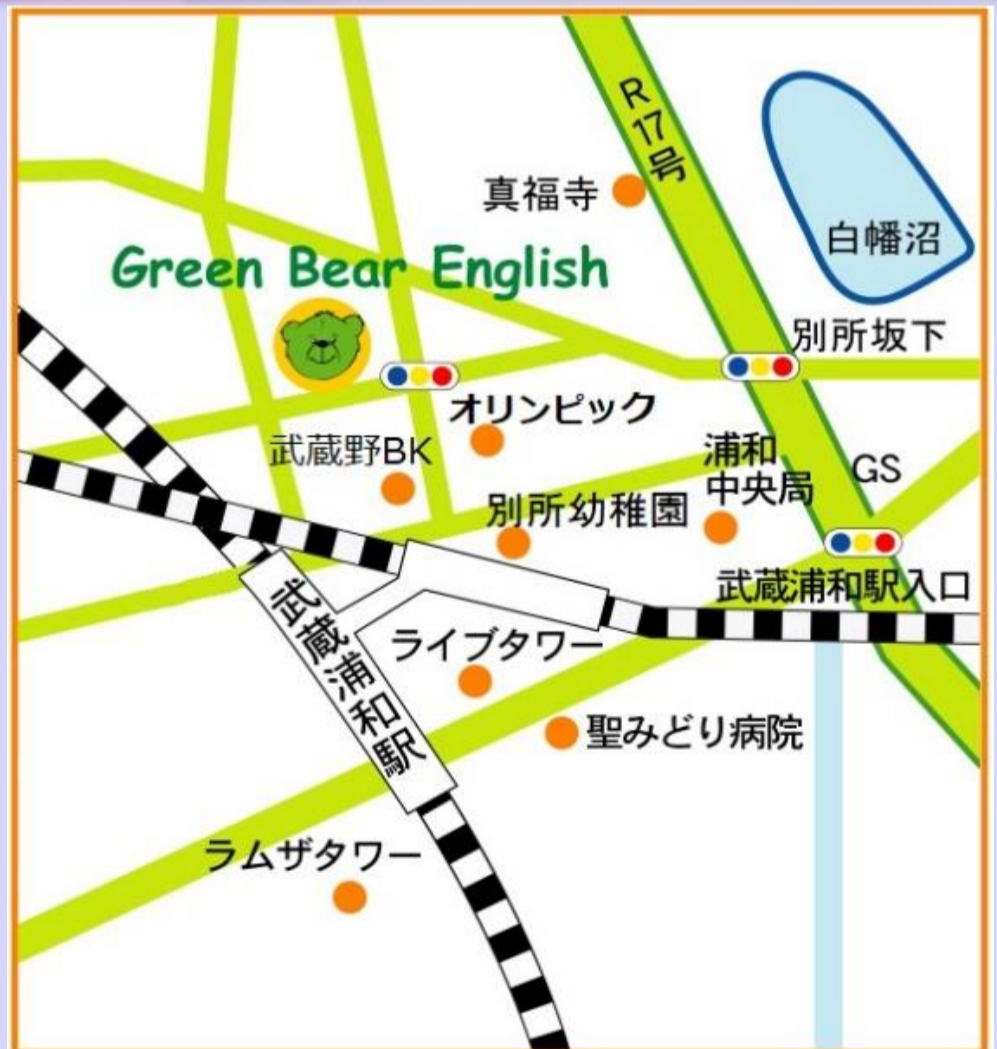 R17号
真福寺
白幡沼
Green Bear English
別所坂下
オリンピック
武蔵野BK
浦和
中央局
GS
別所幼稚園
武蔵浦和駅入口
武蔵浦和駅
ライブタワー
聖みどり病院
ラムザタワー